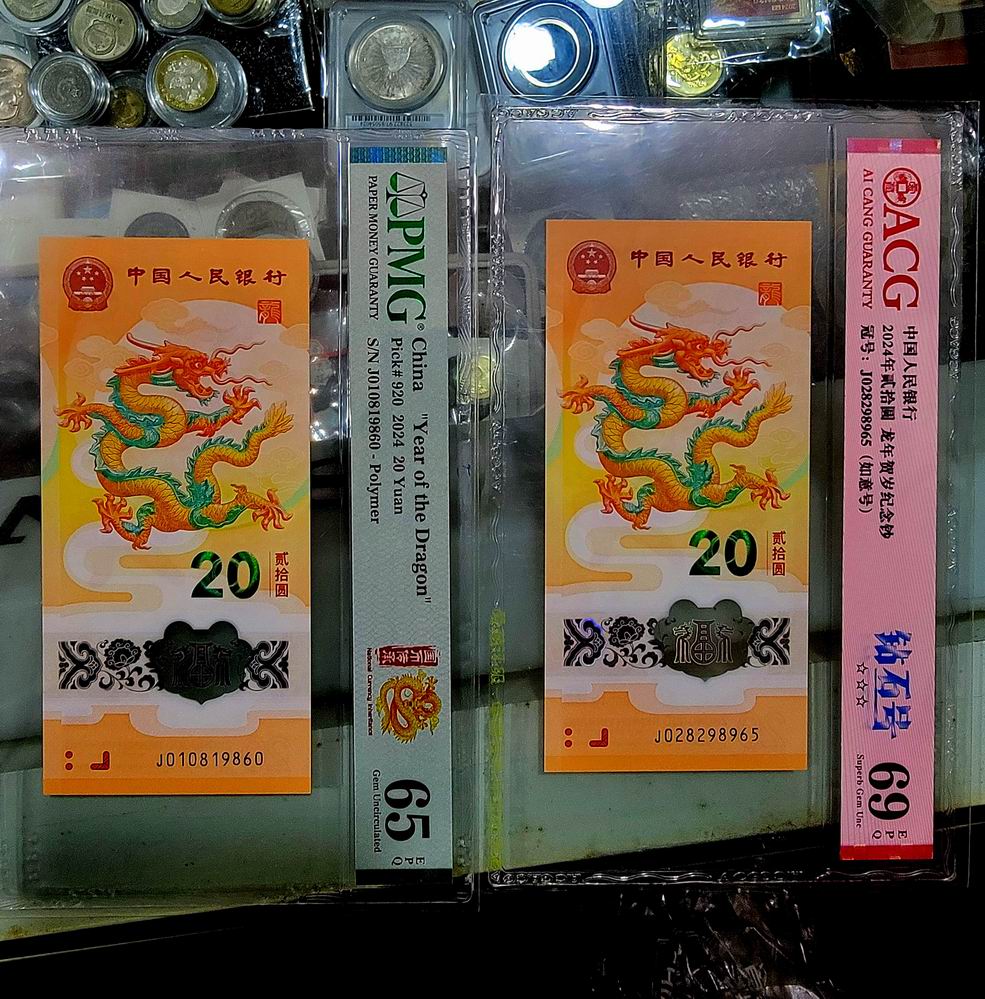 中国人民银行
20
贰拾圆
J010819860
PMG®
PAPER MONEY GUARANTY
China "Year of the Dragon"
Pick# 920 2024 20 Yuan
S/N J010819860 - Polymer
National Currency Inheritance
65
EPQ
Gem Uncirculated
中国人民银行
20
贰拾圆
福
J028298965
ACG
AI CANG GUARANTY
中国人民银行
2024年贰拾圆 龙年贺岁纪念钞
冠号：J028298965（如意号）
钻石号
☆☆☆
69
EPQ
Superb Gem Unc